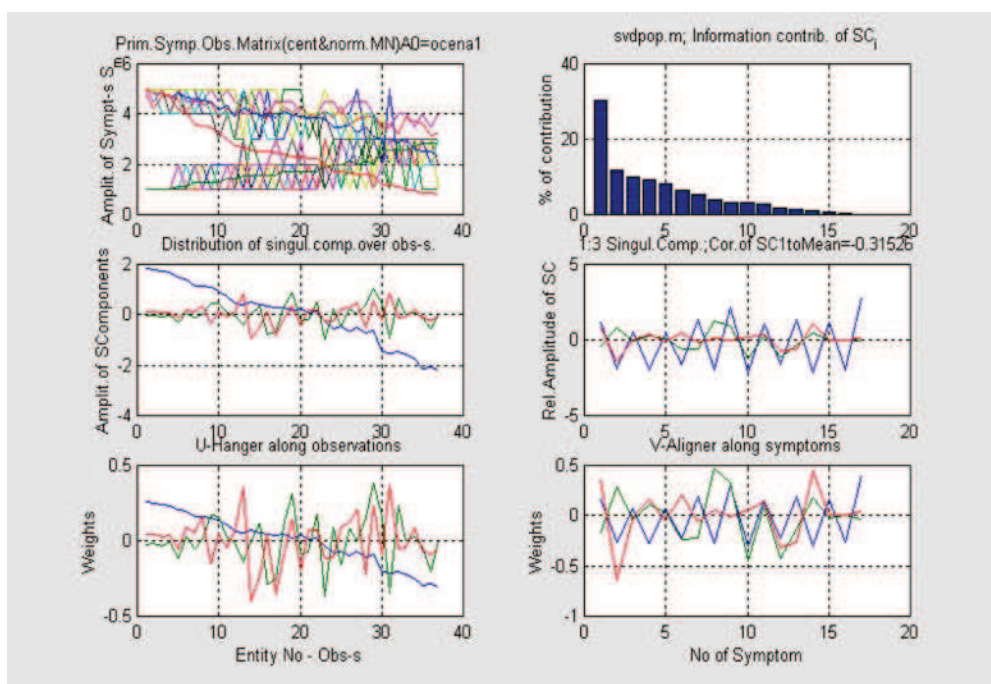 Prim.Symp.Obs.Matrix(cent&norm.MN)A0=ocena1
Amplit.of Sympt-s S
6
4
2
0
0 10 20 30 40
svdpop.m; Information contrib. of SCi
% of contribution
40
20
0
0 5 10 15 20
Distribution of singul.comp.over obs-s.
Amplit.of SComponents
2
0
-2
-4
0 10 20 30 40
1:3 Singul.Comp.;Cor.of SC1toMean=-0.31526
Rel.Amplitude of SC
5
0
-5
0 5 10 15 20
U-Hanger along observations
Weights
0.5
0
-0.5
0 10 20 30 40
Entity No - Obs-s
V-Aligner along symptoms
Weights
0.5
0
-0.5
-1
0 5 10 15 20
No of Symptom